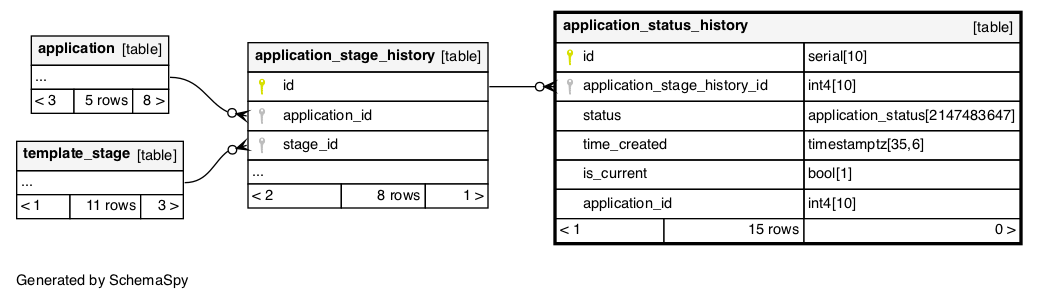 application [table]
...
< 3 5 rows 8 >
template_stage [table]
...
< 1 11 rows 3 >
application_stage_history [table]
id
application_id
stage_id
...
< 2 8 rows 1 >
application_status_history [table]
id serial[10]
application_stage_history_id int4[10]
status application_status[2147483647]
time_created timestamptz[35,6]
is_current bool[1]
application_id int4[10]
< 1 15 rows 0 >
Generated by SchemaSpy